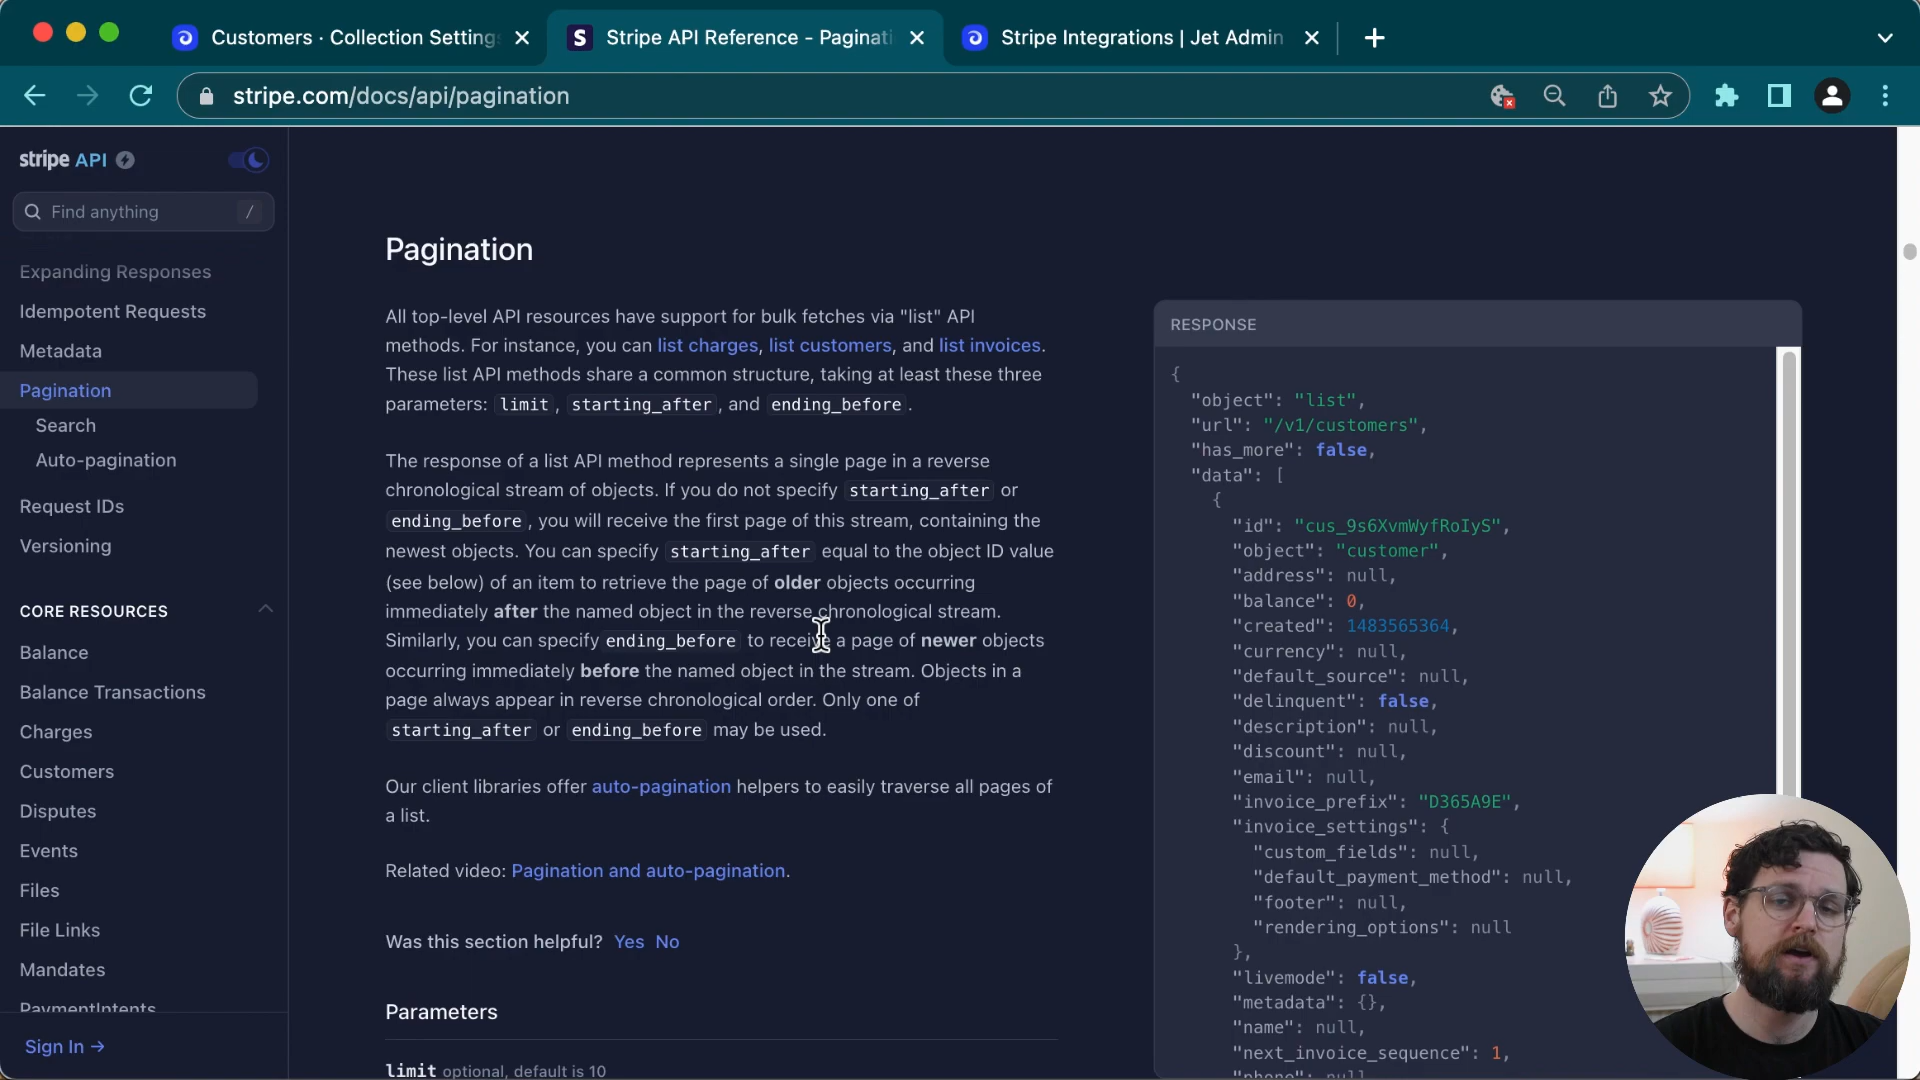 Customers · Collection Settings
Stripe API Reference - Paginati
Stripe Integrations | Jet Admin
stripe.com/docs/api/pagination
stripe API
Find anything /
Expanding Responses
Idempotent Requests
Metadata
Pagination
Search
Auto-pagination
Request IDs
Versioning
CORE RESOURCES
Balance
Balance Transactions
Charges
Customers
Disputes
Events
Files
File Links
Mandates
PaymentIntents
Sign In →
Pagination
All top-level API resources have support for bulk fetches via "list" API
methods. For instance, you can list charges, list customers, and list invoices.
These list API methods share a common structure, taking at least these three
parameters: limit, starting_after, and ending_before.
The response of a list API method represents a single page in a reverse
chronological stream of objects. If you do not specify starting_after or
ending_before, you will receive the first page of this stream, containing the
newest objects. You can specify starting_after equal to the object ID value
(see below) of an item to retrieve the page of older objects occurring
immediately after the named object in the reverse chronological stream.
Similarly, you can specify ending_before to receive a page of newer objects
occurring immediately before the named object in the stream. Objects in a
page always appear in reverse chronological order. Only one of
starting_after or ending_before may be used.
Our client libraries offer auto-pagination helpers to easily traverse all pages of
a list.
Related video: Pagination and auto-pagination.
Was this section helpful? Yes No
Parameters
limit optional, default is 10
RESPONSE
{
"object": "list",
"url": "/v1/customers",
"has_more": false,
"data": [
{
"id": "cus_9s6XvmWyfRoIyS",
"object": "customer",
"address": null,
"balance": 0,
"created": 1483565364,
"currency": null,
"default_source": null,
"delinquent": false,
"description": null,
"discount": null,
"email": null,
"invoice_prefix": "D365A9E",
"invoice_settings": {
"custom_fields": null,
"default_payment_method": null,
"footer": null,
"rendering_options": null
},
"livemode": false,
"metadata": {},
"name": null,
"next_invoice_sequence": 1,
"phone": null,